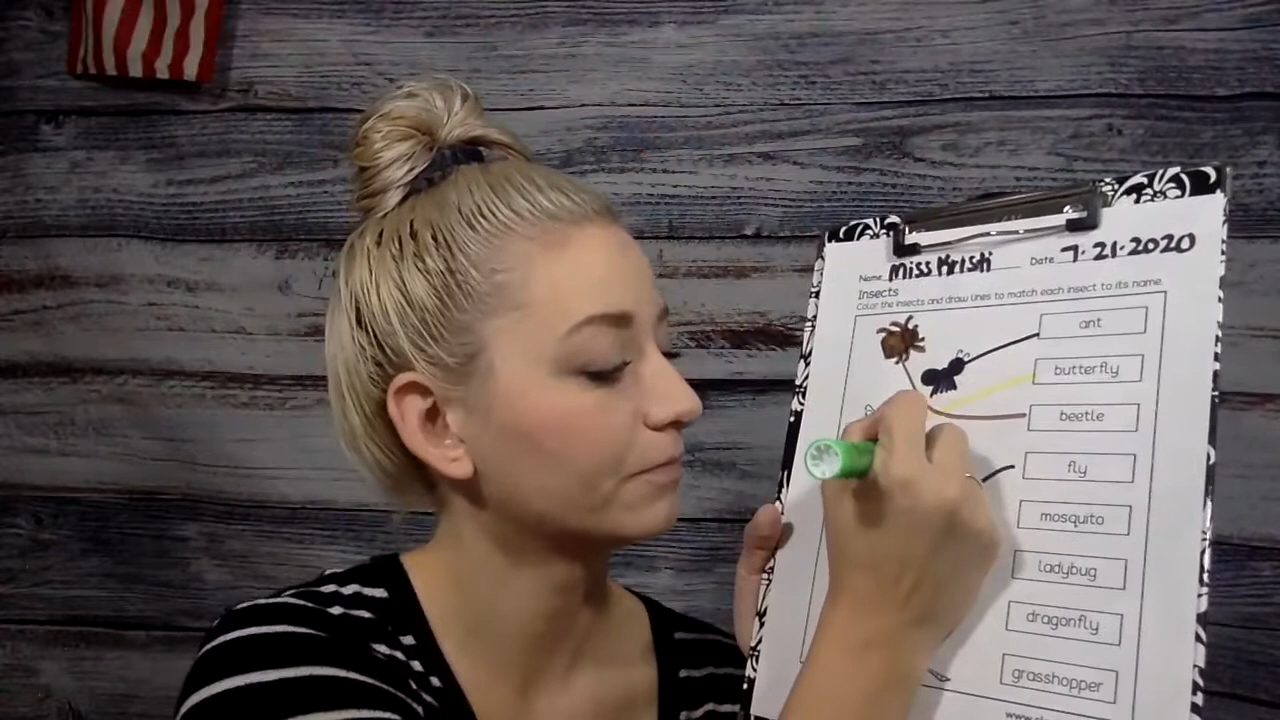 Name Miss Kristi Date 7.21.2020
Insects
Color the insects and draw lines to match each insect to its name.
ant
butterfly
beetle
fly
mosquito
ladybug
dragonfly
grasshopper